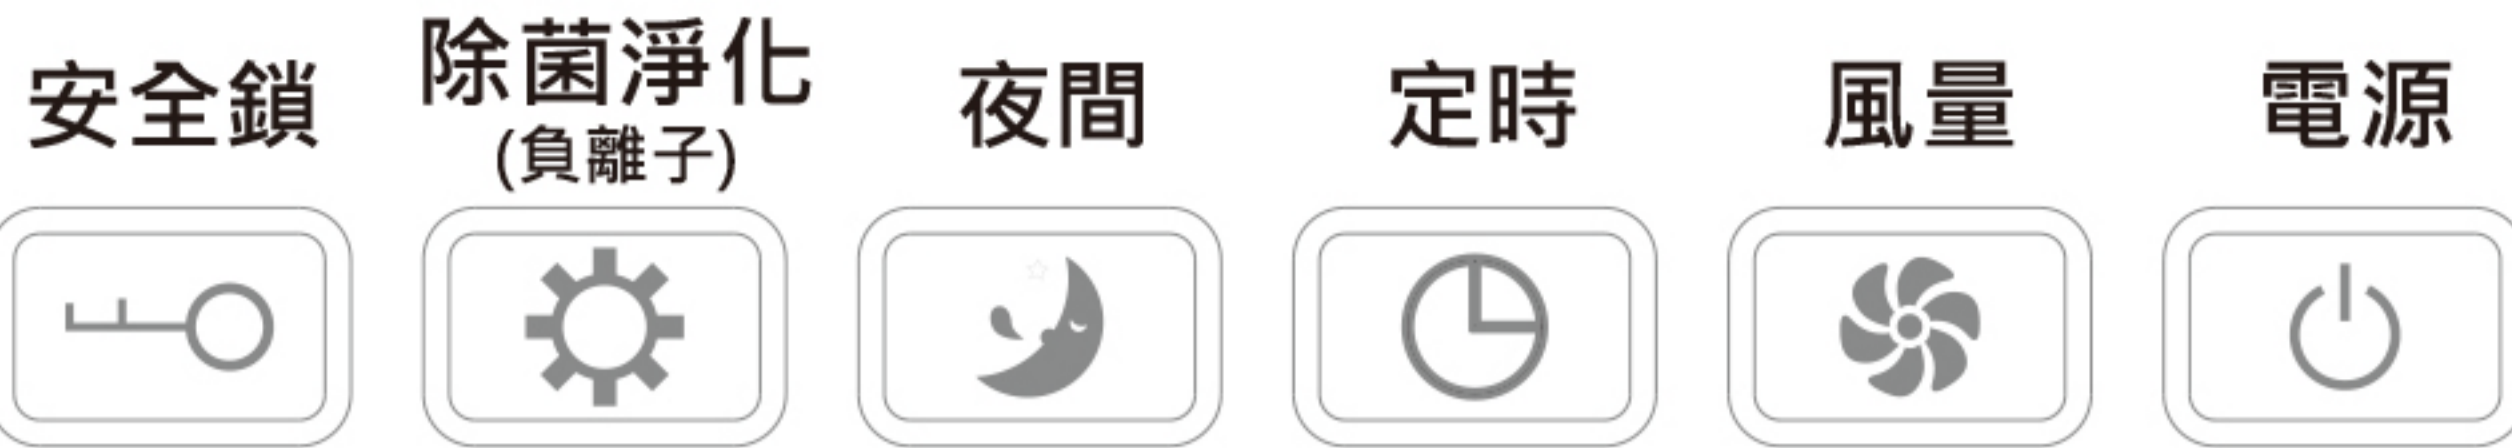 安全鎖
除菌淨化
(負離子)
夜間
定時
風量
電源